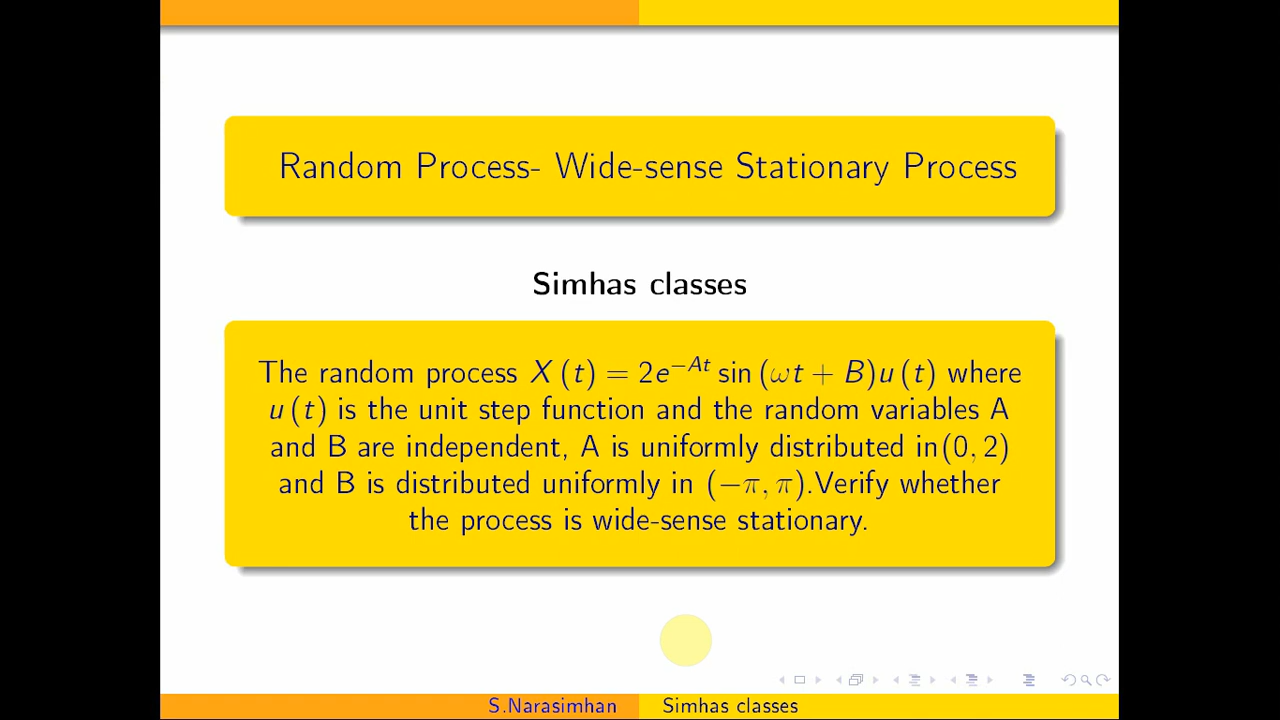 Random Process- Wide-sense Stationary Process
Simhas classes
The random process X (t) = 2e^{−At} sin (ωt + B)u (t) where
u (t) is the unit step function and the random variables A
and B are independent, A is uniformly distributed in(0, 2)
and B is distributed uniformly in (−π, π).Verify whether
the process is wide-sense stationary.
S.Narasimhan
Simhas classes